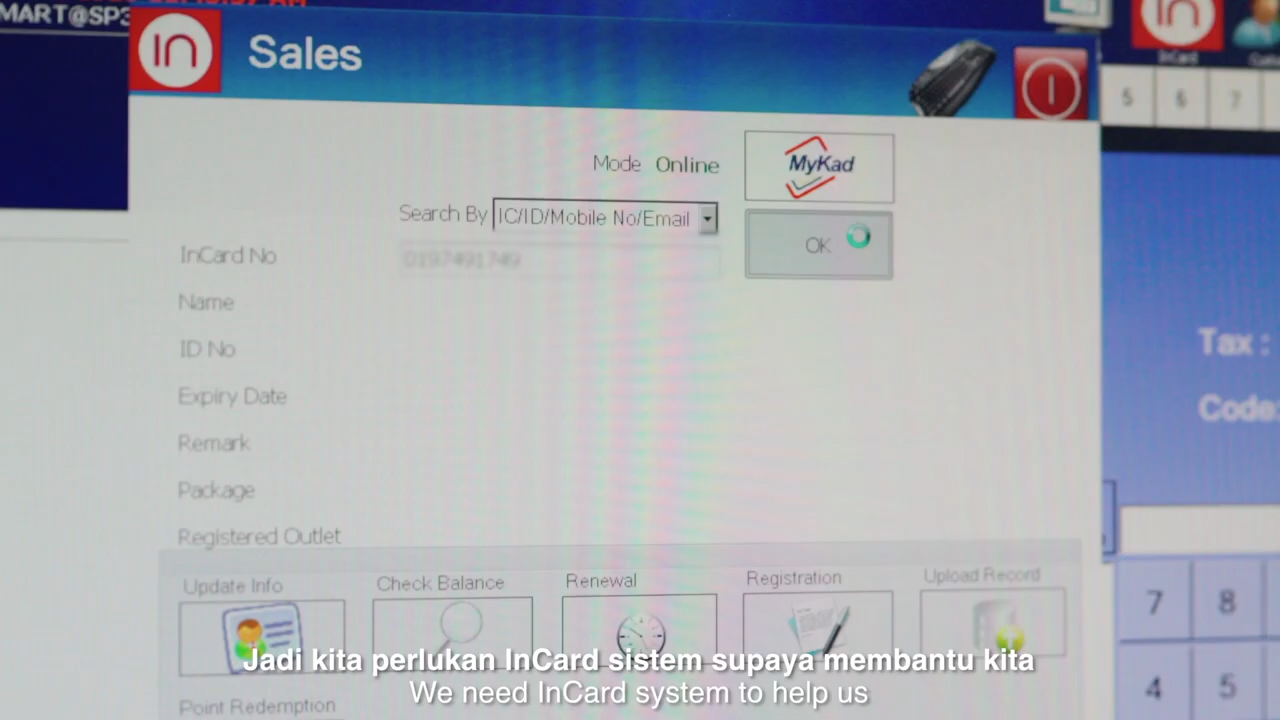 MART@SP3
in Sales
Mode Online
MyKad
Search By IC/ID/Mobile No/Email
OK
InCard No 0197491749
Name
ID No
Expiry Date
Remark
Package
Registered Outlet
Update Info Check Balance Renewal Registration Upload Record
Point Redemption
in
InCard
5 6 7
Tax :
Code:
7 8
4 5
Jadi kita perlukan InCard sistem supaya membantu kita
We need InCard system to help us